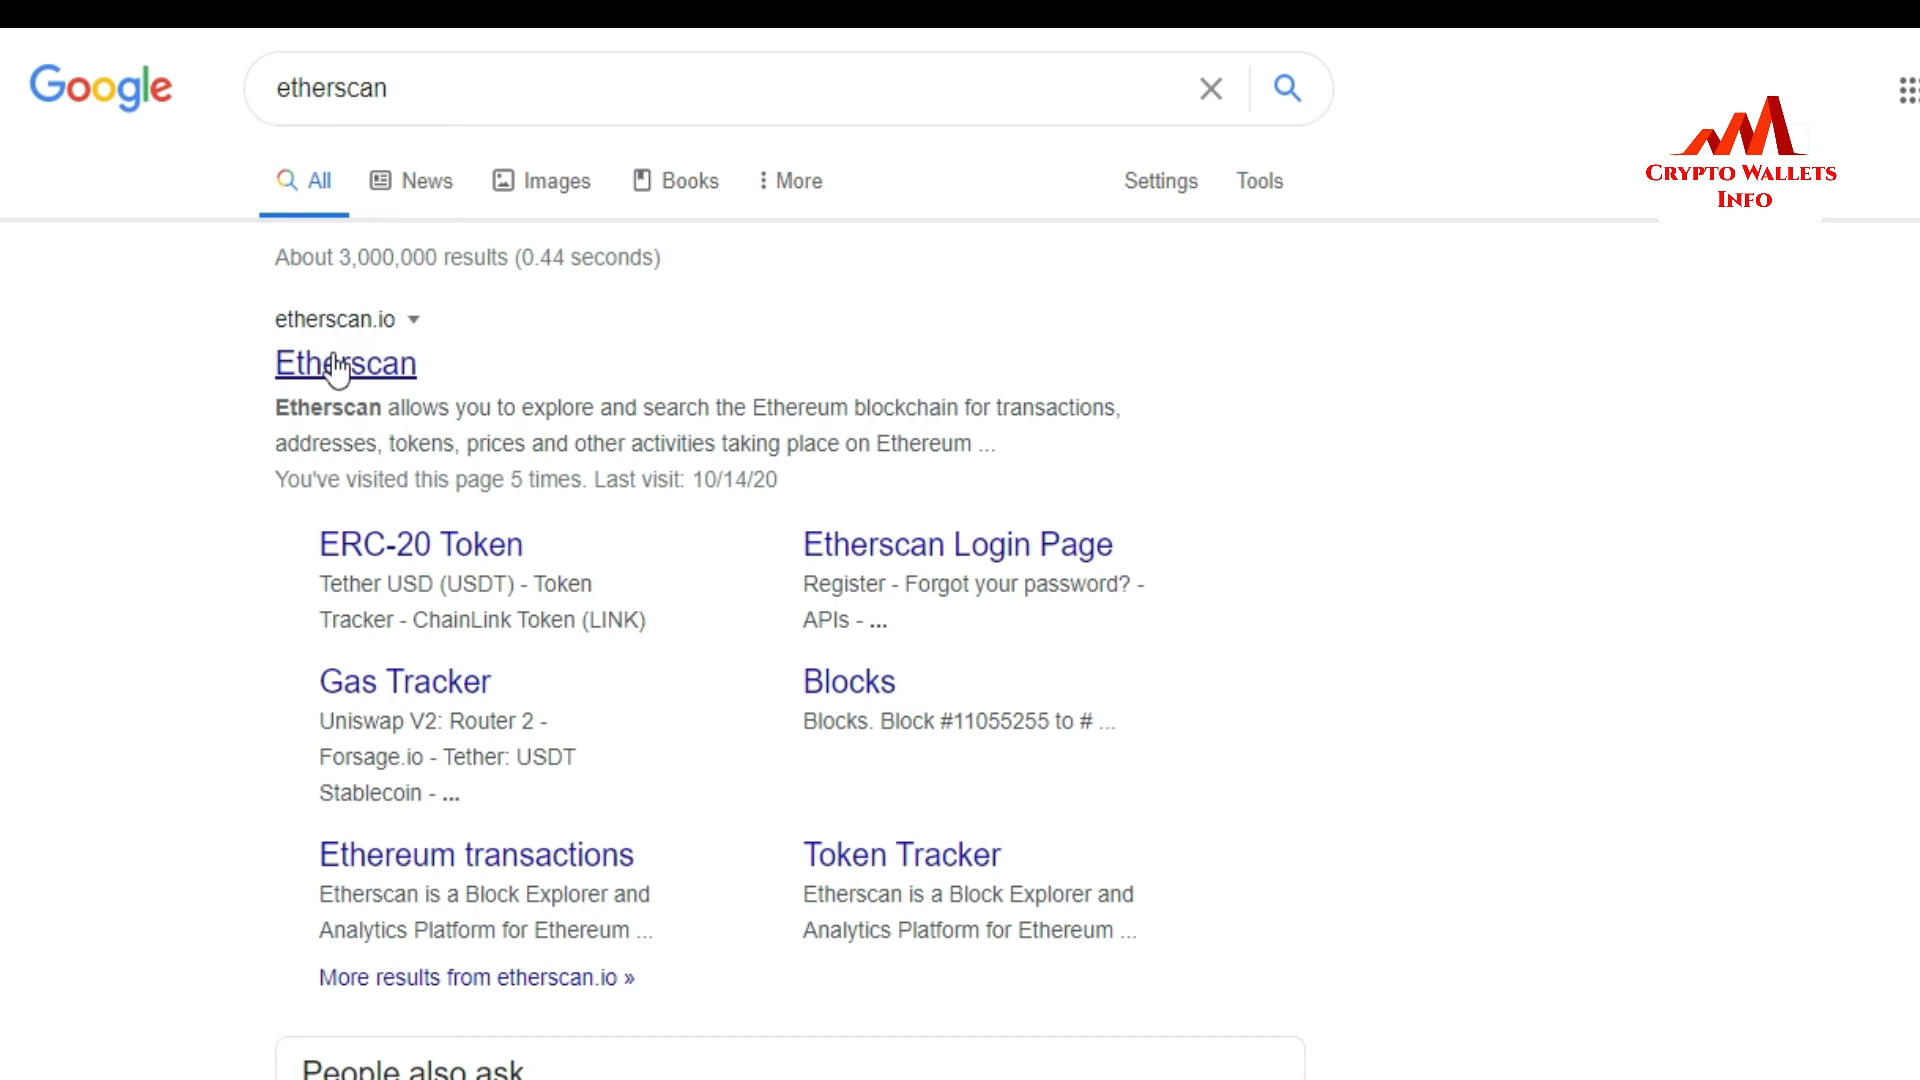 Google
etherscan
All
News
Images
Books
More
Settings
Tools
CRYPTO WALLETS
INFO
About 3,000,000 results (0.44 seconds)
etherscan.io
Etherscan
Etherscan allows you to explore and search the Ethereum blockchain for transactions,
addresses, tokens, prices and other activities taking place on Ethereum ...
You've visited this page 5 times. Last visit: 10/14/20
ERC-20 Token
Tether USD (USDT) - Token
Tracker - ChainLink Token (LINK)
Etherscan Login Page
Register - Forgot your password? -
APIs - ...
Gas Tracker
Uniswap V2: Router 2 -
Forsage.io - Tether: USDT
Stablecoin - ...
Blocks
Blocks. Block #11055255 to # ...
Ethereum transactions
Etherscan is a Block Explorer and
Analytics Platform for Ethereum ...
Token Tracker
Etherscan is a Block Explorer and
Analytics Platform for Ethereum ...
More results from etherscan.io »
People also ask